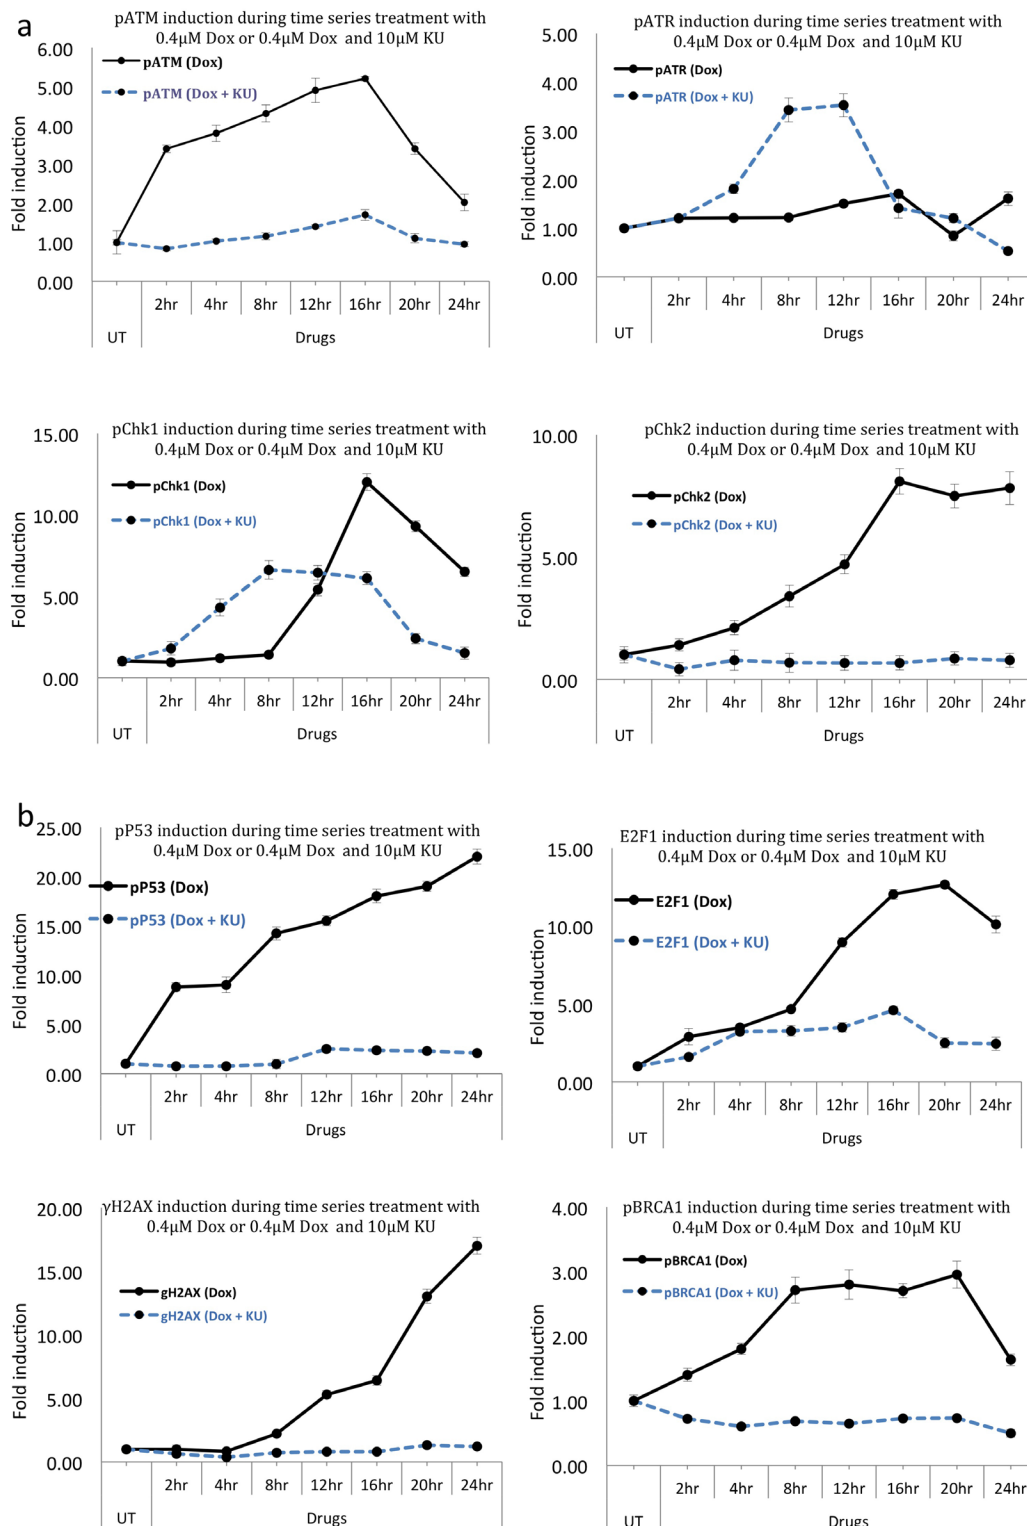 a
pATM induction during time series treatment with
0.4µM Dox or 0.4µM Dox and 10µM KU
6.00
5.00
4.00
3.00
2.00
1.00
0.00
Fold induction
pATM (Dox)
pATM (Dox + KU)
2hr 4hr 8hr 12hr 16hr 20hr 24hr
UT Drugs
pATR induction during time series treatment with
0.4µM Dox or 0.4µM Dox and 10µM KU
5.00
4.00
3.00
2.00
1.00
0.00
Fold induction
pATR (Dox)
pATR (Dox + KU)
2hr 4hr 8hr 12hr 16hr 20hr 24hr
UT Drugs
pChk1 induction during time series treatment with
0.4µM Dox or 0.4µM Dox and 10µM KU
15.00
10.00
5.00
0.00
Fold induction
pChk1 (Dox)
pChk1 (Dox + KU)
2hr 4hr 8hr 12hr 16hr 20hr 24hr
UT Drugs
pChk2 induction during time series treatment with
0.4µM Dox or 0.4µM Dox and 10µM KU
10.00
5.00
0.00
Fold induction
pChk2 (Dox)
pChk2 (Dox + KU)
2hr 4hr 8hr 12hr 16hr 20hr 24hr
UT Drugs
b
pP53 induction during time series treatment with
0.4µM Dox or 0.4µM Dox and 10µM KU
25.00
20.00
15.00
10.00
5.00
0.00
Fold induction
pP53 (Dox)
pP53 (Dox + KU)
2hr 4hr 8hr 12hr 16hr 20hr 24hr
UT Drugs
E2F1 induction during time series treatment with
0.4µM Dox or 0.4µM Dox and 10µM KU
15.00
10.00
5.00
0.00
Fold induction
E2F1 (Dox)
E2F1 (Dox + KU)
2hr 4hr 8hr 12hr 16hr 20hr 24hr
UT Drugs
γH2AX induction during time series treatment with
0.4µM Dox or 0.4µM Dox and 10µM KU
20.00
15.00
10.00
5.00
0.00
Fold induction
gH2AX (Dox)
gH2AX (Dox + KU)
2hr 4hr 8hr 12hr 16hr 20hr 24hr
UT Drugs
pBRCA1 induction during time series treatment with
0.4µM Dox or 0.4µM Dox and 10µM KU
4.00
3.00
2.00
1.00
0.00
Fold induction
pBRCA1 (Dox)
pBRCA1 (Dox + KU)
2hr 4hr 8hr 12hr 16hr 20hr 24hr
UT Drugs